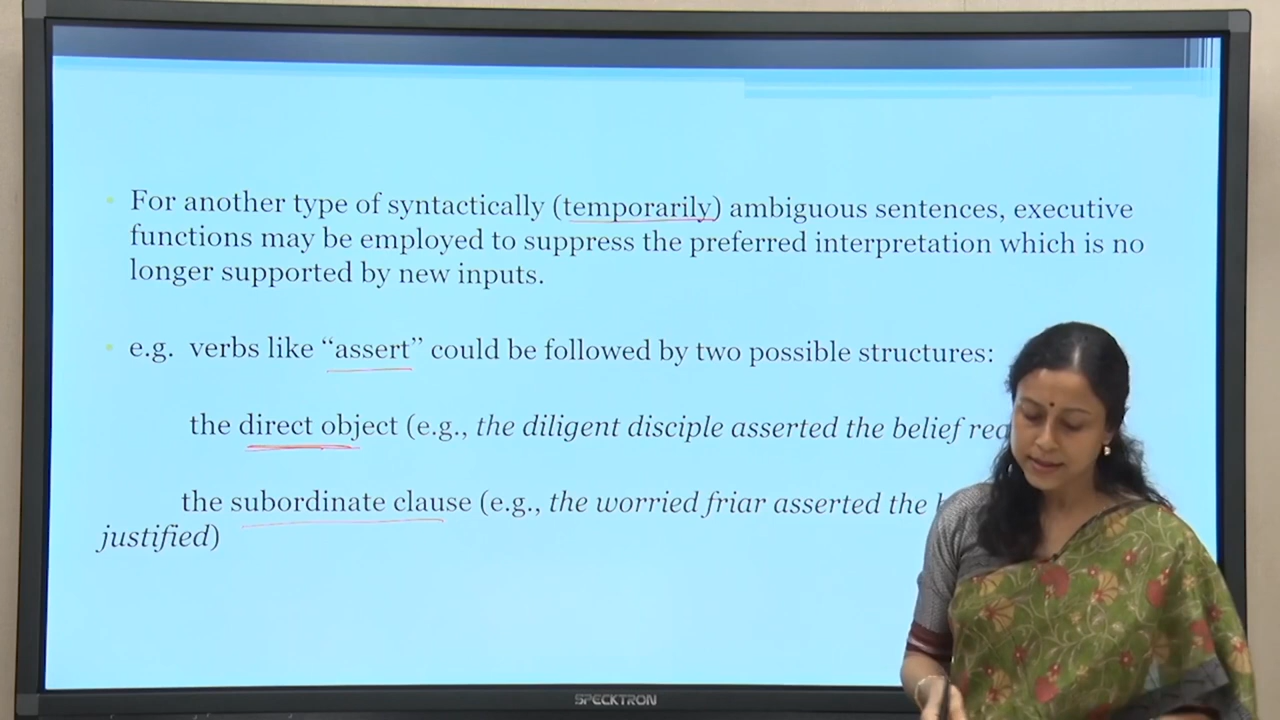 For another type of syntactically (temporarily) ambiguous sentences, executive
functions may be employed to suppress the preferred interpretation which is no
longer supported by new inputs.
e.g. verbs like “assert” could be followed by two possible structures:
the direct object (e.g., the diligent disciple asserted the belief
the subordinate clause (e.g., the worried friar asserted the
justified)
SPECKTRON